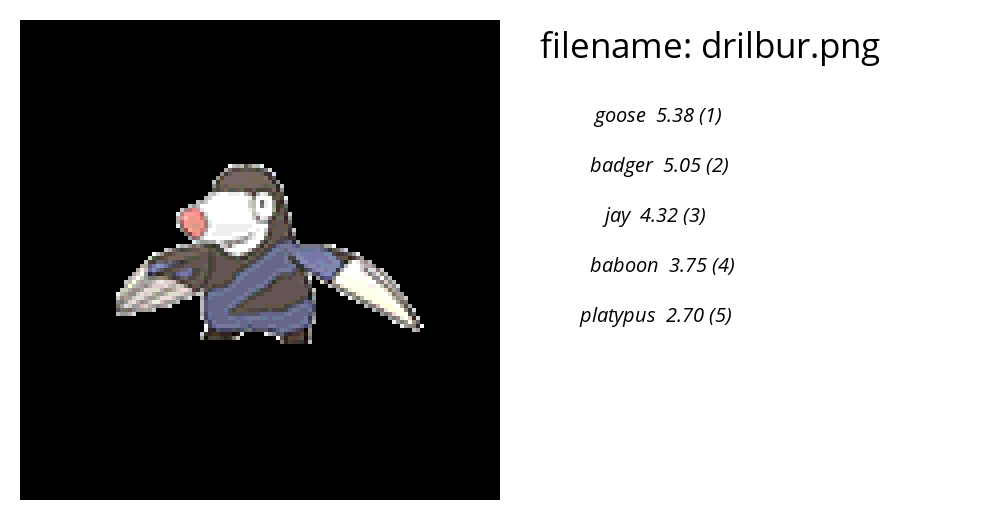 filename: drilbur.png
goose 5.38 (1)
badger 5.05 (2)
jay 4.32 (3)
baboon 3.75 (4)
platypus 2.70 (5)